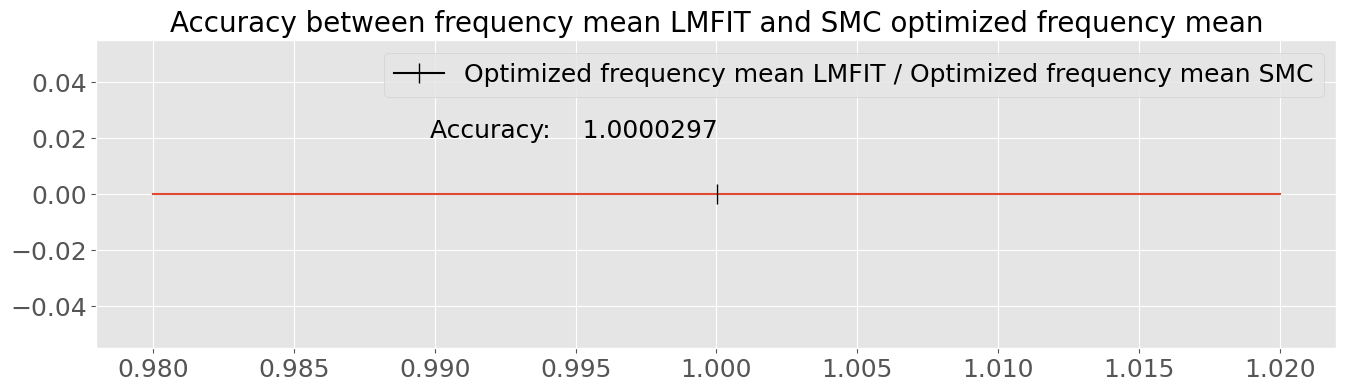 Accuracy between frequency mean LMFIT and SMC optimized frequency mean
Optimized frequency mean LMFIT / Optimized frequency mean SMC
Accuracy: 1.0000297
0.04
0.02
0.00
−0.02
−0.04
0.980 0.985 0.990 0.995 1.000 1.005 1.010 1.015 1.020